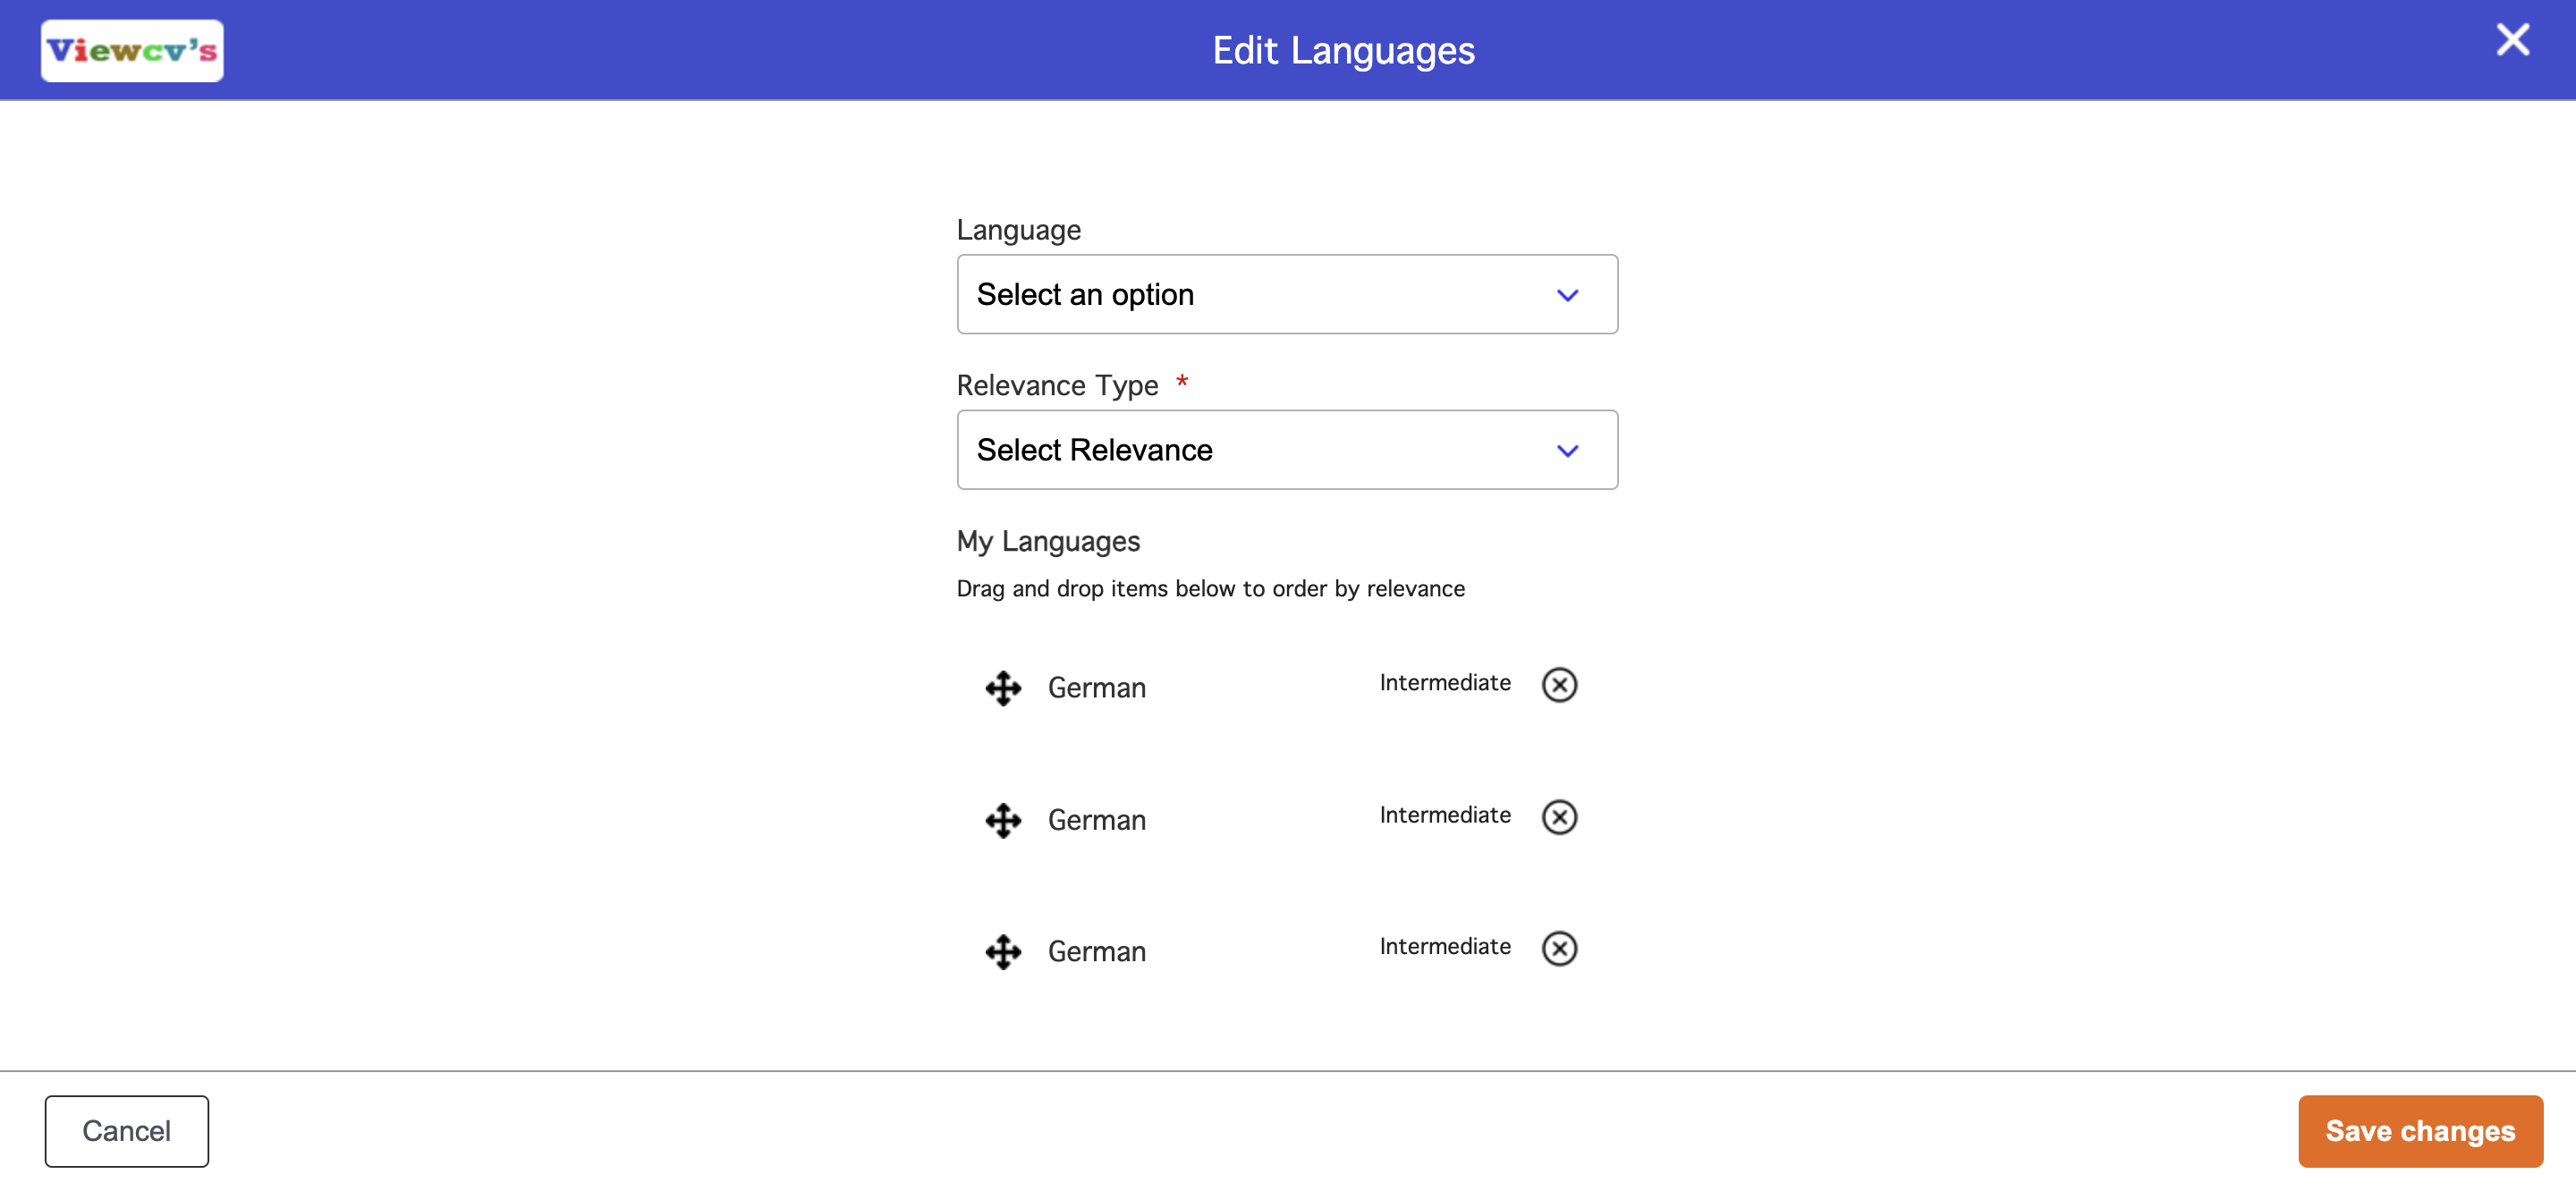 Viewcv's
Edit Languages
Language
Select an option
Relevance Type *
Select Relevance
My Languages
Drag and drop items below to order by relevance
German Intermediate
German Intermediate
German Intermediate
Cancel
Save changes